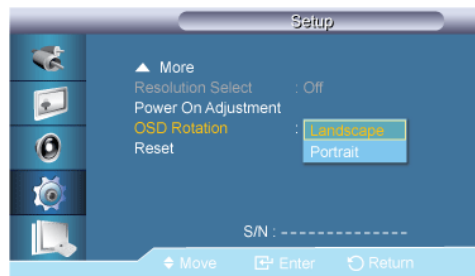 Setup
▲ More
Resolution Select : Off
Power On Adjustment
OSD Rotation : Landscape
Portrait
Reset
S/N : --------------
Move Enter Return